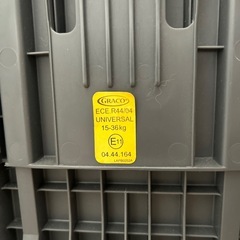 GRACO
ECE R44/04
UNIVERSAL
15-36kg
E11
04.44.164